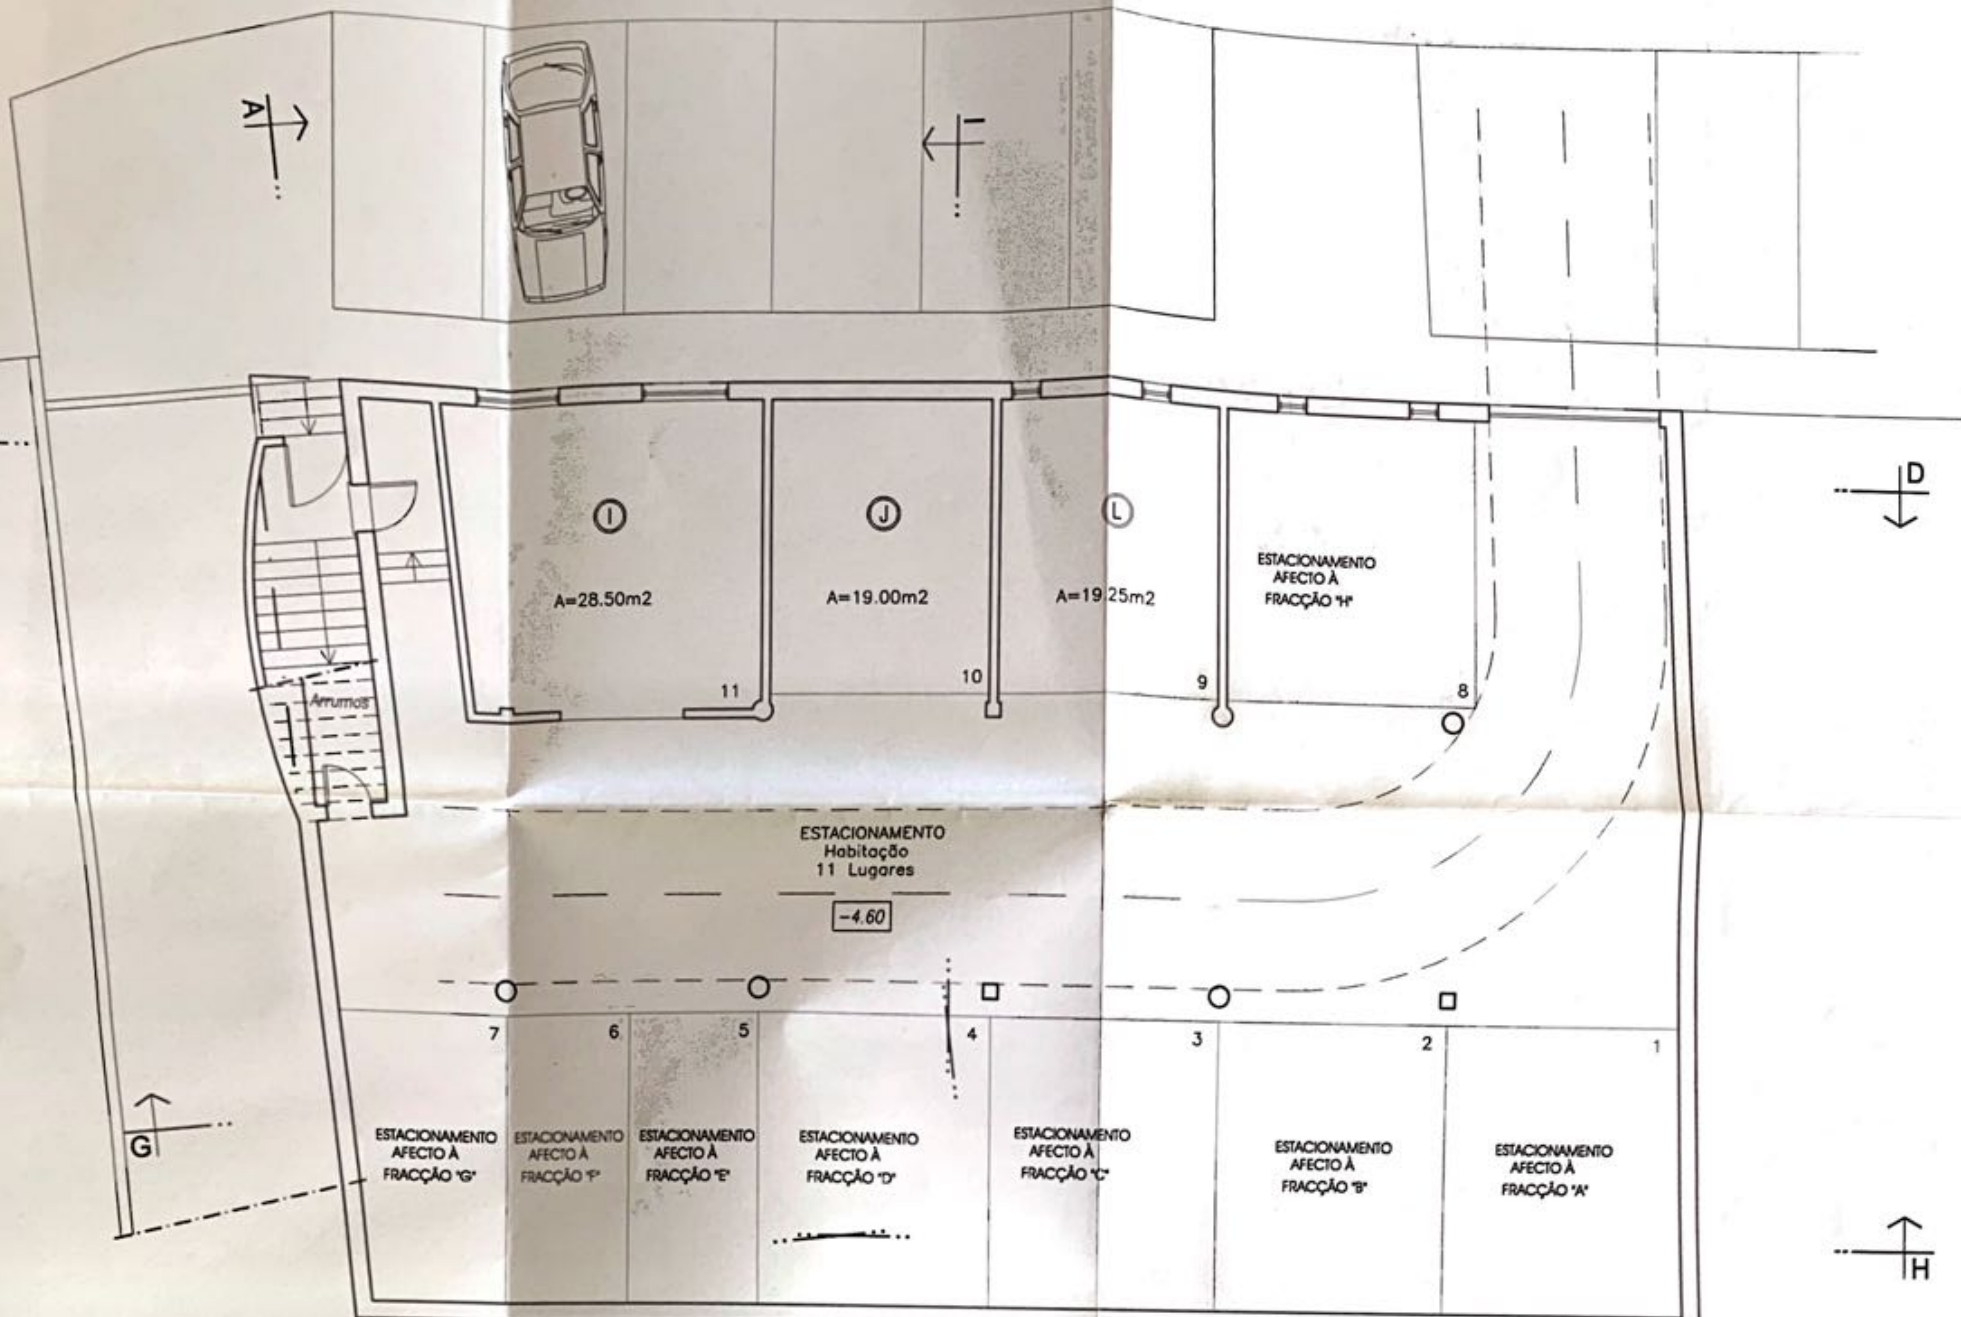 A
I
D
I
J
L
ESTACIONAMENTO
AFECTO À
FRACÇÃO "H"
A=28.50m2
A=19.00m2
A=19.25m2
11
10
9
8
Arrumos
ESTACIONAMENTO
Habitação
11 Lugares
-4.60
7
6
5
4
3
2
1
G
ESTACIONAMENTO
AFECTO À
FRACÇÃO "G"
ESTACIONAMENTO
AFECTO À
FRACÇÃO "F"
ESTACIONAMENTO
AFECTO À
FRACÇÃO "E"
ESTACIONAMENTO
AFECTO À
FRACÇÃO "D"
ESTACIONAMENTO
AFECTO À
FRACÇÃO "C"
ESTACIONAMENTO
AFECTO À
FRACÇÃO "B"
ESTACIONAMENTO
AFECTO À
FRACÇÃO "A"
H